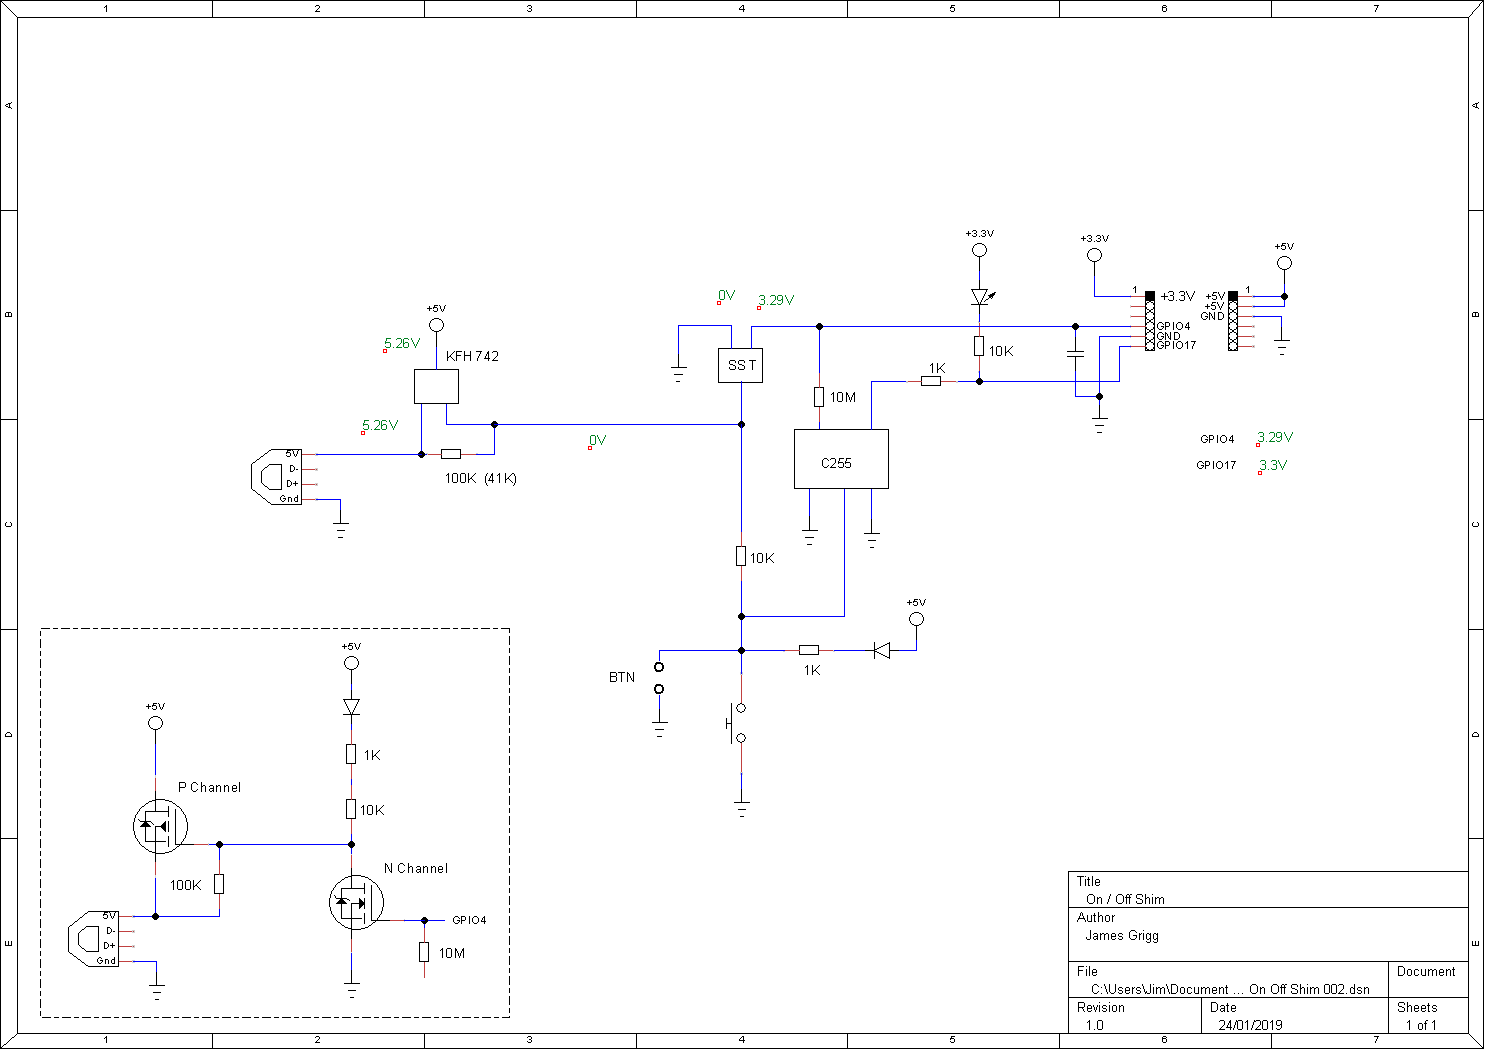 1 2 3 4 5 6 7
A A
B B
C C
D D
E E
+3.3V
+3.3V
+5V
0V
3.29V
1
+3.3V
GPIO4
GND
GPIO17
+5V
1
+5V
GND
+5V
5.26V
KFH 742
SST
10K
1K
10M
5.26V
0V
100K (41K)
5V
D-
D+
Gnd
C255
GPIO4 3.29V
GPIO17 3.3V
10K
+5V
BTN
1K
+5V
+5V
1K
P Channel
10K
N Channel
100K
GPIO4
10M
5V
D-
D+
Gnd
Title
On / Off Shim
Author
James Grigg
File
C:\Users\Jim\Document ... On Off Shim 002.dsn
Document
Revision
1.0
Date
24/01/2019
Sheets
1 of 1
1 2 3 4 5 6 7